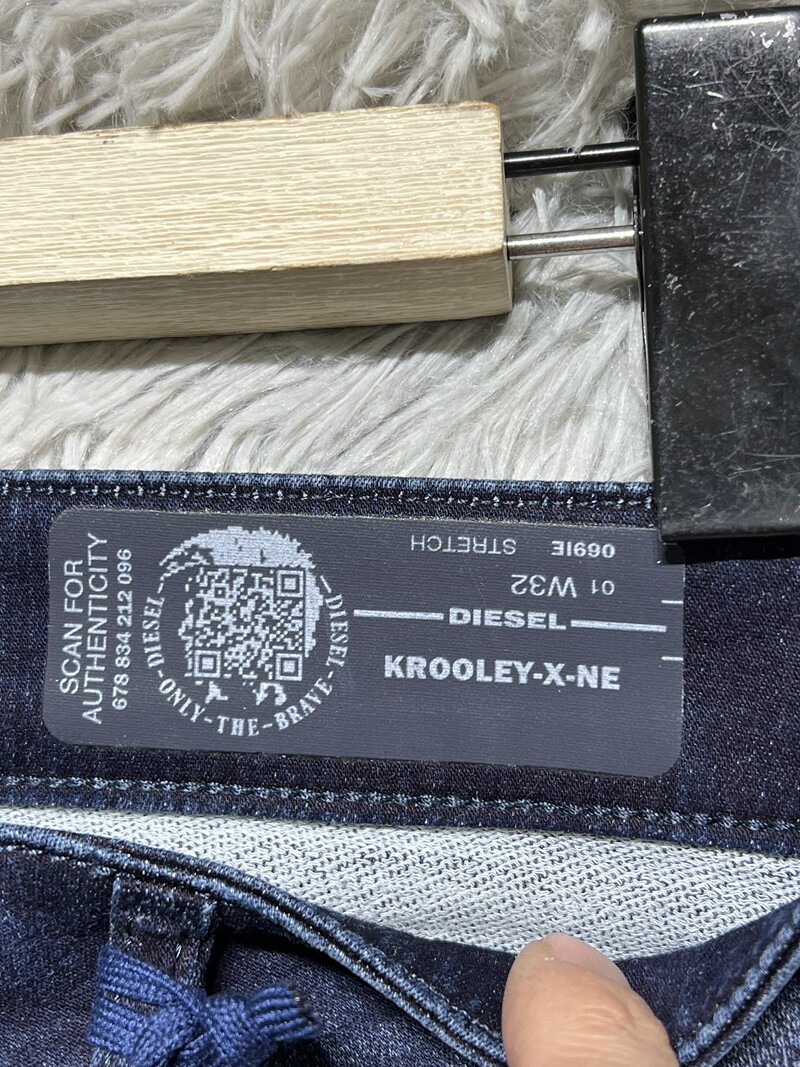 SCAN FOR
AUTHENTICITY
678 834 212 096
DIESEL-ONLY-THE-BRAVE-DIESEL
069IE STRETCH
01 W32
DIESEL
KROOLEY-X-NE